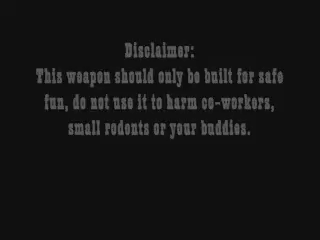 Disclaimer:
This weapon should only be built for safe
fun, do not use it to harm co-workers,
small rodents or your buddies.